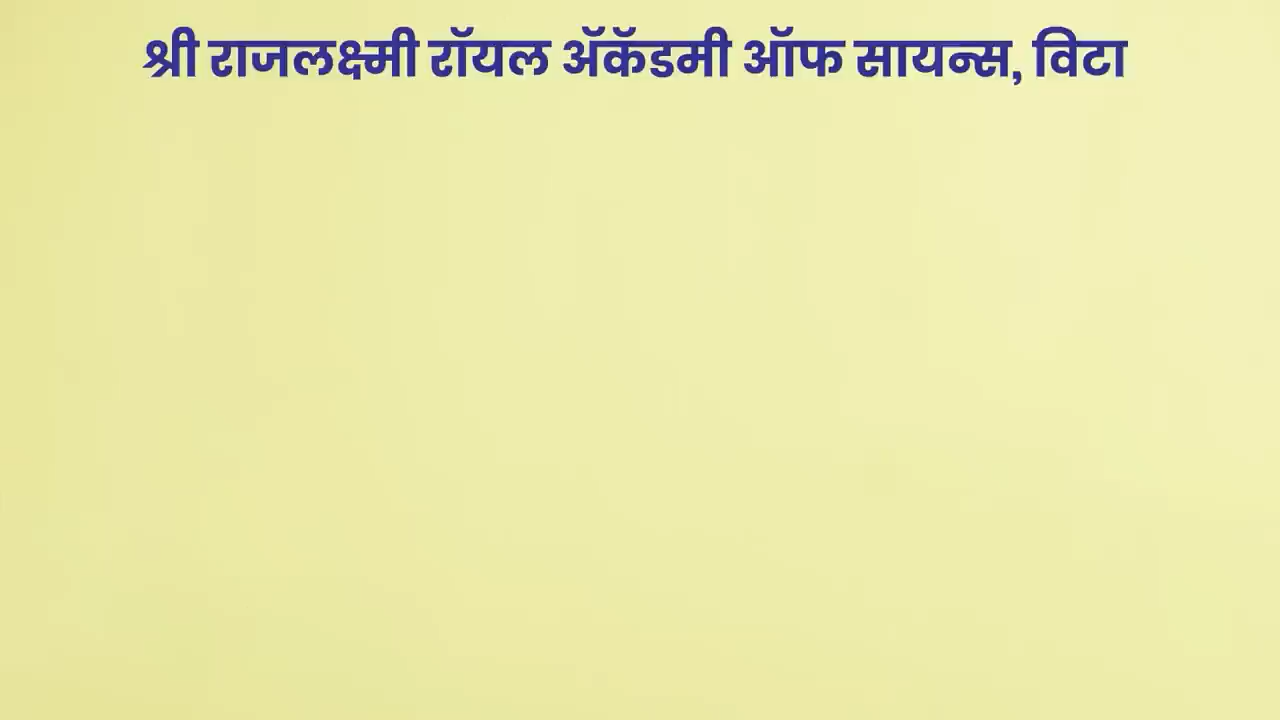 श्री राजलक्ष्मी रॉयल ॲकॅडमी ऑफ सायन्स, विटा